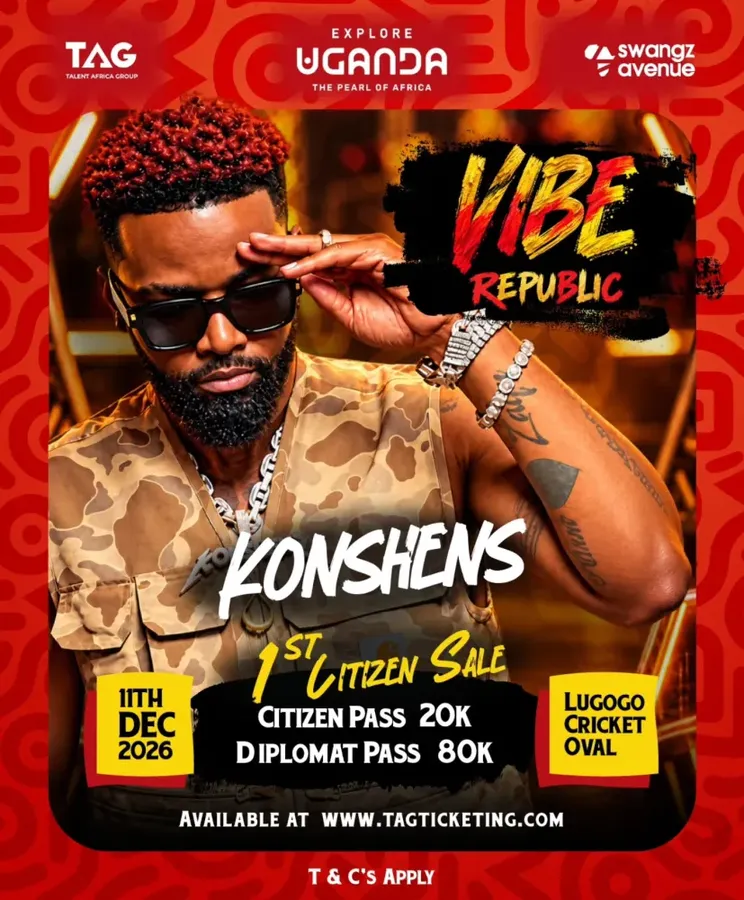 TAG
TALENT AFRICA GROUP
EXPLORE
UGANDA
THE PEARL OF AFRICA
swangz
avenue
VIBE
REPUBLIC
KONSHENS
1ST CITIZEN SALE
CITIZEN PASS 20K
DIPLOMAT PASS 80K
11TH
DEC
2026
LUGOGO
CRICKET
OVAL
AVAILABLE AT WWW.TAGTICKETING.COM
T & C'S APPLY